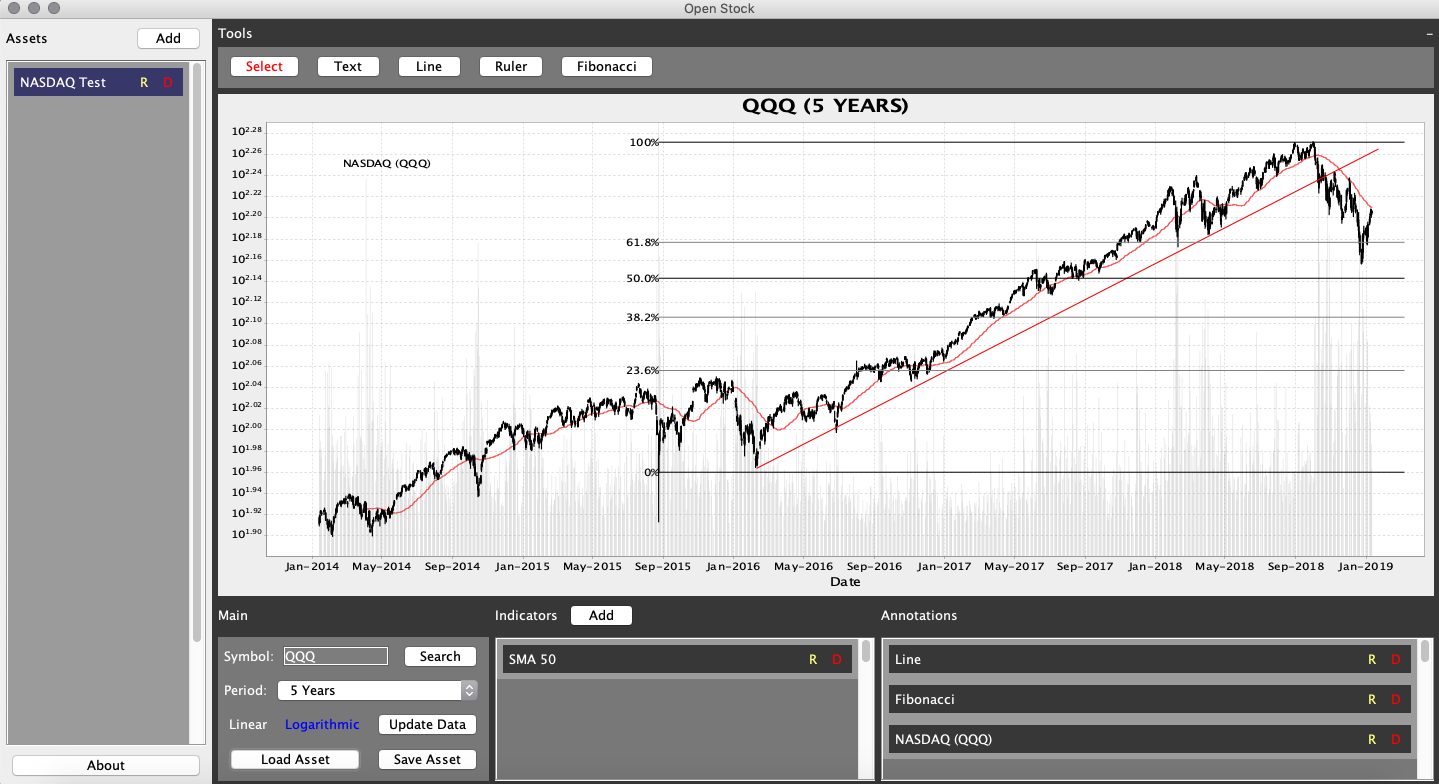 Open Stock
Assets Add
NASDAQ Test R D
About
Tools –
Select Text Line Ruler Fibonacci
QQQ (5 YEARS)
NASDAQ (QQQ)
10^2.28
10^2.26
10^2.24
10^2.22
10^2.20
10^2.18
10^2.16
10^2.14
10^2.12
10^2.10
10^2.08
10^2.06
10^2.04
10^2.02
10^2.00
10^1.98
10^1.96
10^1.94
10^1.92
10^1.90
100%
61.8%
50.0%
38.2%
23.6%
0%
Jan-2014 May-2014 Sep-2014 Jan-2015 May-2015 Sep-2015 Jan-2016 May-2016 Sep-2016 Jan-2017 May-2017 Sep-2017 Jan-2018 May-2018 Sep-2018 Jan-2019
Date
Main
Symbol: QQQ Search
Period: 5 Years
Linear Logarithmic Update Data
Load Asset Save Asset
Indicators Add
SMA 50 R D
Annotations
Line R D
Fibonacci R D
NASDAQ (QQQ) R D